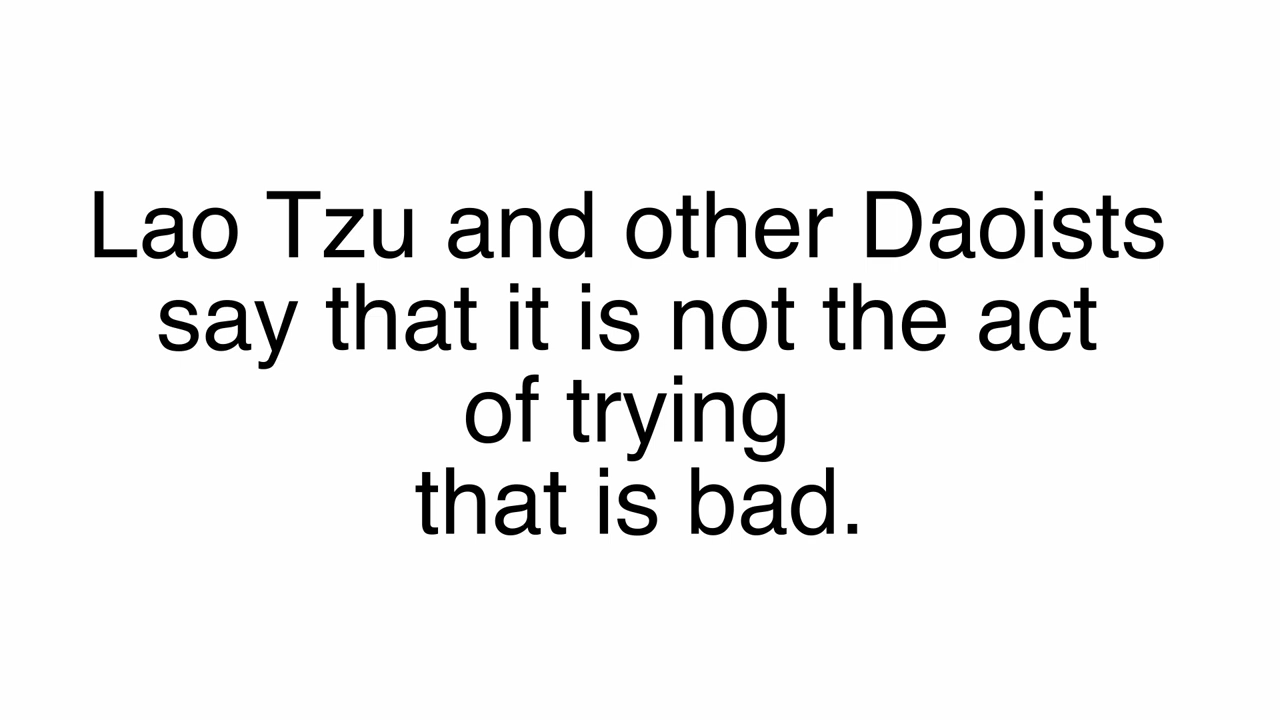 Lao Tzu and other Daoists
say that it is not the act
of trying
that is bad.